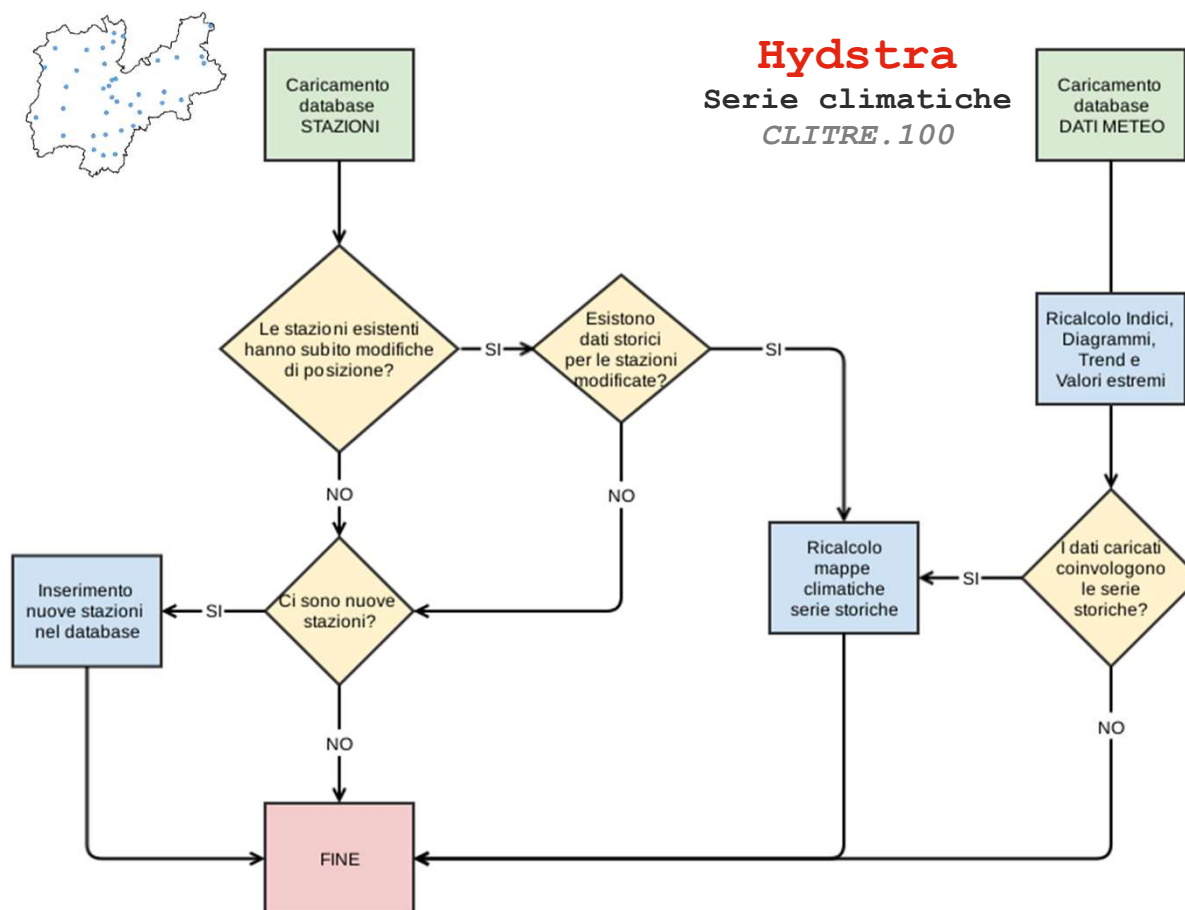 Caricamento
database
STAZIONI
Hydstra
Serie climatiche
CLITRE.100
Caricamento
database
DATI METEO
Le stazioni esistenti
hanno subito modifiche
di posizione?
SI
Esistono
dati storici
per le stazioni
modificate?
SI
Ricalcolo Indici,
Diagrammi,
Trend e
Valori estremi
NO
NO
Inserimento
nuove stazioni
nel database
SI
Ci sono nuove
stazioni?
Ricalcolo
mappe
climatiche
serie storiche
SI
I dati caricati
coinvologono
le serie
storiche?
NO
NO
FINE